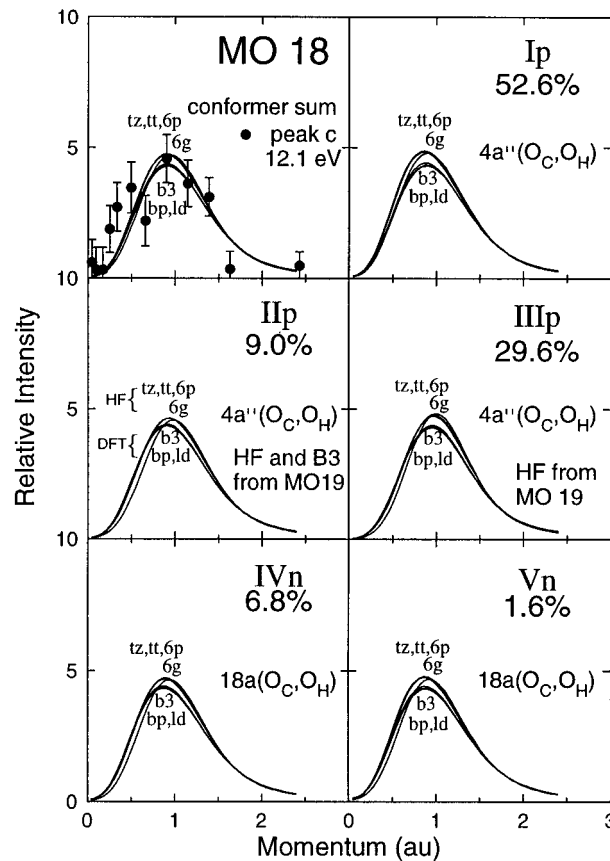 10
MO 18
conformer sum
tz,tt,6p
6g
peak c
12.1 eV
5
b3
bp,ld
Ip
52.6%
tz,tt,6p
6g
4a''(O_C,O_H)
b3
bp,ld
10
IIp
9.0%
HF{
tz,tt,6p
6g
4a''(O_C,O_H)
5
DFT{
b3
bp,ld
HF and B3
from MO19
IIIp
29.6%
tz,tt,6p
6g
4a''(O_C,O_H)
b3
bp,ld
HF from
MO 19
10
IVn
6.8%
tz,tt,6p
6g
18a(O_C,O_H)
5
b3
bp,ld
0
Vn
1.6%
tz,tt,6p
6g
18a(O_C,O_H)
b3
bp,ld
0 1 2 0 1 2 3
Momentum (au)
Relative Intensity